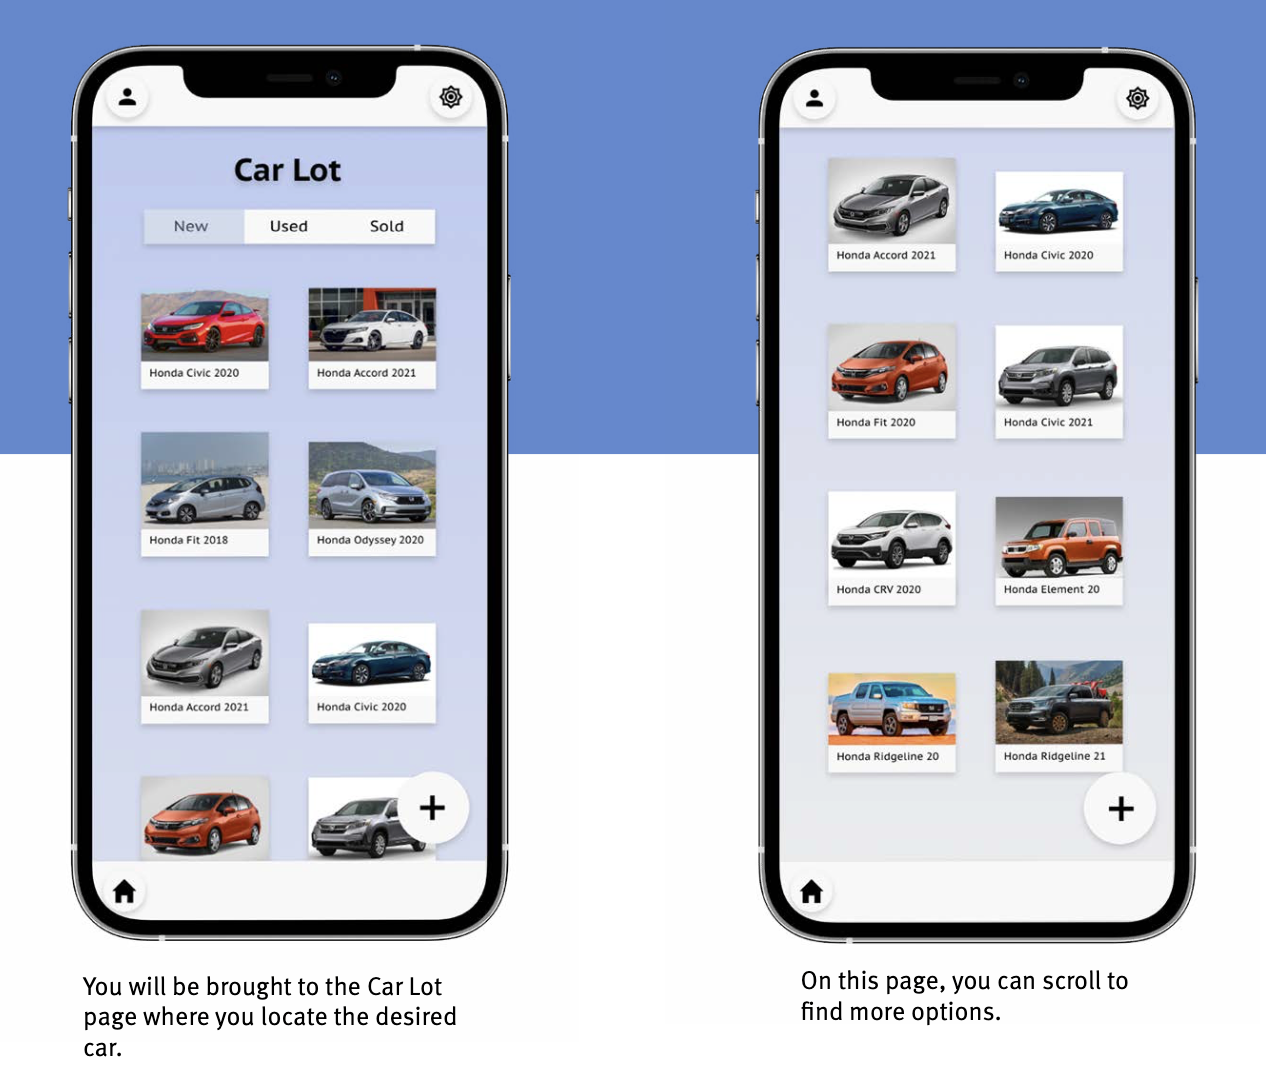 Car Lot
New Used Sold
Honda Civic 2020
Honda Accord 2021
Honda Fit 2018
Honda Odyssey 2020
Honda Accord 2021
Honda Civic 2020
You will be brought to the Car Lot
page where you locate the desired
car.
Honda Accord 2021
Honda Civic 2020
Honda Fit 2020
Honda Civic 2021
Honda CRV 2020
Honda Element 20
Honda Ridgeline 20
Honda Ridgeline 21
On this page, you can scroll to
find more options.